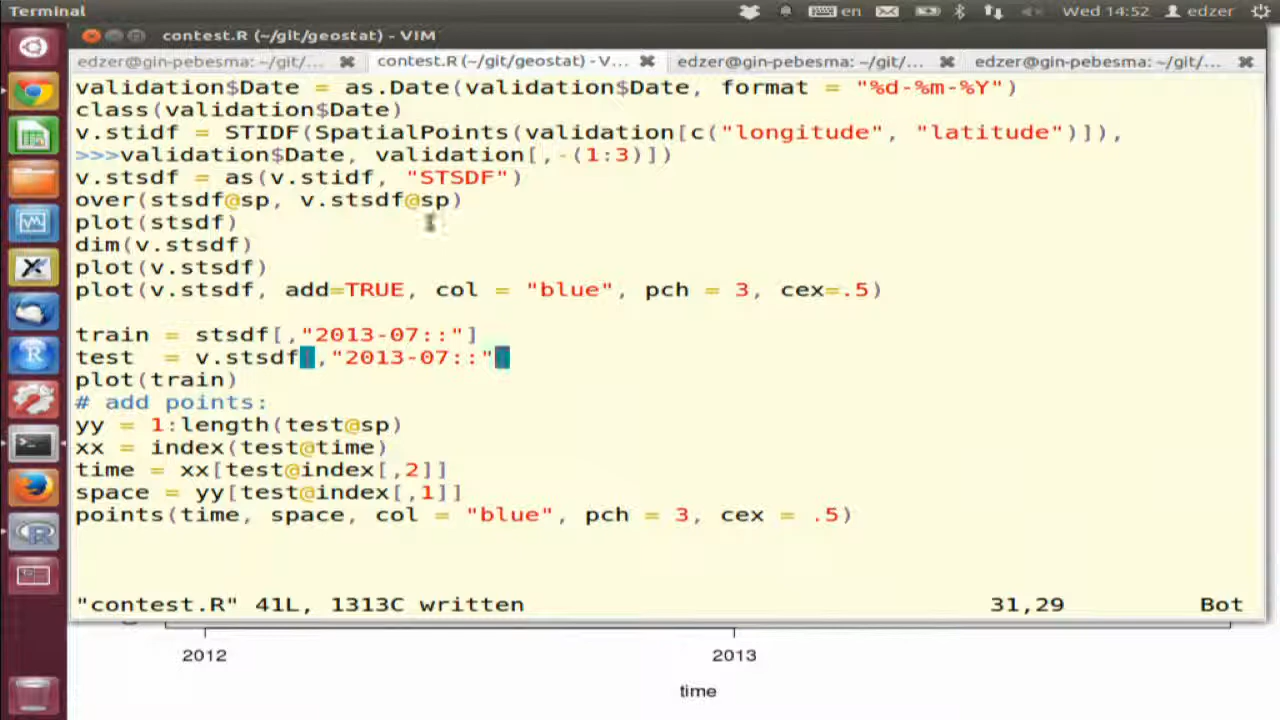 Terminal
en
Wed 14:52
edzer
contest.R (~/git/geostat) - VIM
edzer@gin-pebesma: ~/git/...
contest.R (~/git/geostat) - V...
edzer@gin-pebesma: ~/git/...
edzer@gin-pebesma: ~/git/...
validation$Date = as.Date(validation$Date, format = "%d-%m-%Y")
class(validation$Date)
v.stidf = STIDF(SpatialPoints(validation[c("longitude", "latitude")]),
>>>validation$Date, validation[,-(1:3)])
v.stsdf = as(v.stidf, "STSDF")
over(stsdf@sp, v.stsdf@sp)
plot(stsdf)
dim(v.stsdf)
plot(v.stsdf)
plot(v.stsdf, add=TRUE, col = "blue", pch = 3, cex=.5)
train = stsdf[,"2013-07::"]
test  = v.stsdf[,"2013-07::"]
plot(train)
# add points:
yy = 1:length(test@sp)
xx = index(test@time)
time = xx[test@index[,2]]
space = yy[test@index[,1]]
points(time, space, col = "blue", pch = 3, cex = .5)
"contest.R" 41L, 1313C written
31,29
Bot
2012
2013
time